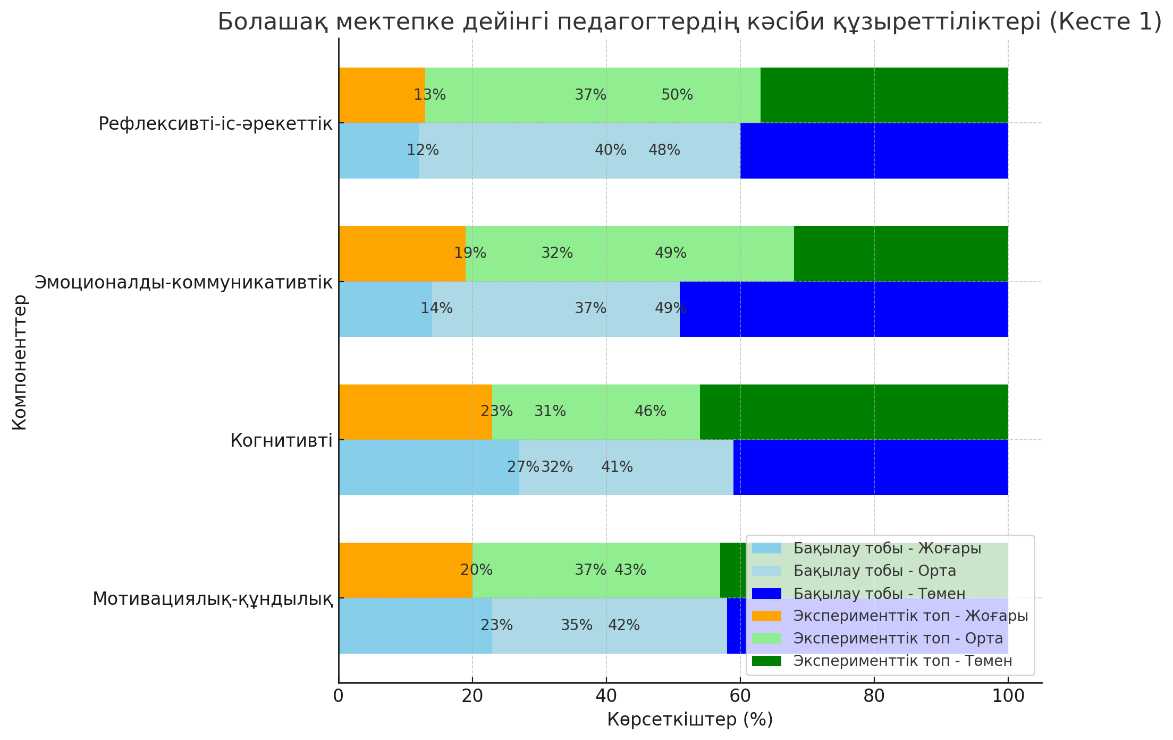 Болашақ мектепке дейінгі педагогтердің кәсіби құзыреттіліктері (Кесте 1)
13% 37% 50%
Рефлексивті-іс-әрекеттік
12% 40% 48%
19% 32% 49%
Эмоционалды-коммуникативтік
14% 37% 49%
Компоненттер
23% 31% 46%
Когнитивті
27% 32% 41%
20% 37% 43%
Мотивациялық-құндылық
23% 35% 42%
Бақылау тобы - Жоғары
Бақылау тобы - Орта
Бақылау тобы - Төмен
Эксперименттік топ - Жоғары
Эксперименттік топ - Орта
Эксперименттік топ - Төмен
0 20 40 60 80 100
Көрсеткіштер (%)